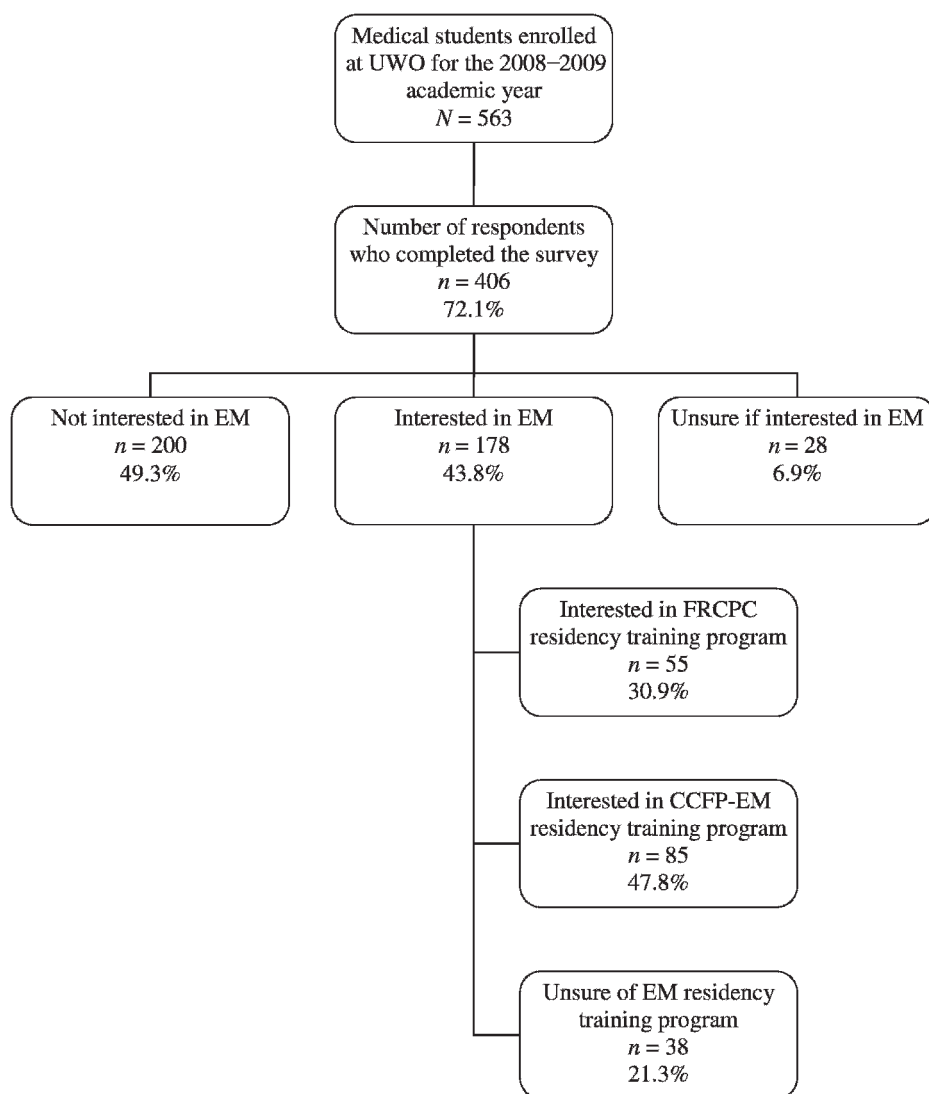 Medical students enrolled
at UWO for the 2008–2009
academic year
N = 563
Number of respondents
who completed the survey
n = 406
72.1%
Not interested in EM
n = 200
49.3%
Interested in EM
n = 178
43.8%
Unsure if interested in EM
n = 28
6.9%
Interested in FRCPC
residency training program
n = 55
30.9%
Interested in CCFP-EM
residency training program
n = 85
47.8%
Unsure of EM residency
training program
n = 38
21.3%